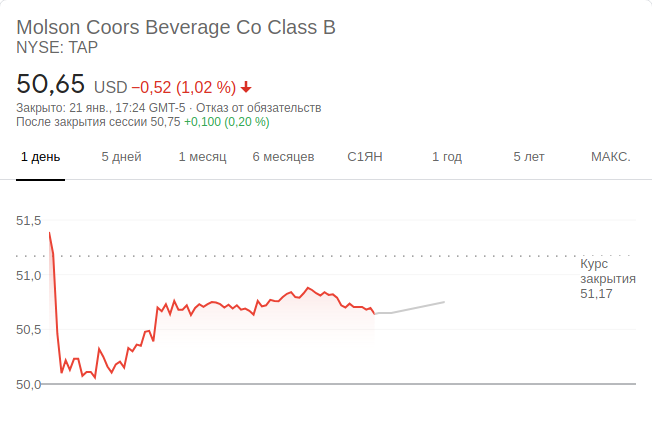 Molson Coors Beverage Co Class B
NYSE: TAP
50,65 USD −0,52 (1,02 %)
Закрыто: 21 янв., 17:24 GMT-5 · Отказ от обязательств
После закрытия сессии 50,75 +0,100 (0,20 %)
1 день 5 дней 1 месяц 6 месяцев С1ЯН 1 год 5 лет МАКС.
51,5
51,0
50,5
50,0
Курс
закрытия
51,17